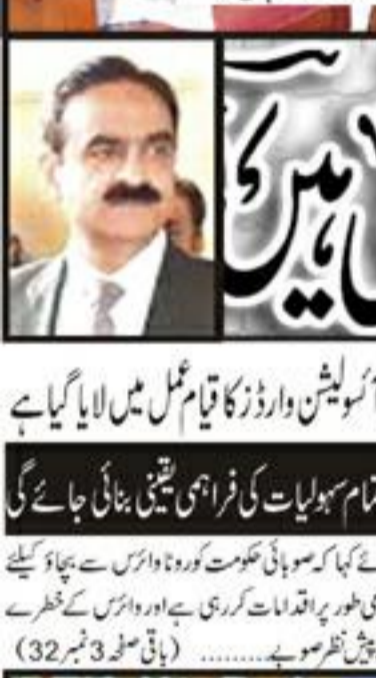 ہیں
آئسولیشن وارڈز کا قیام عمل میں لایا گیا ہے
تمام سہولیات کی فراہمی یقینی بنائی جائے گی
ئے کہا کہ صوبائی حکومت کورونا وائرس سے بچاؤ کیلئے
می طور پر اقدامات کر رہی ہے اور وائرس کے خطرے
پیش نظر صوبے......... (باقی صفحہ 3 نمبر 32)